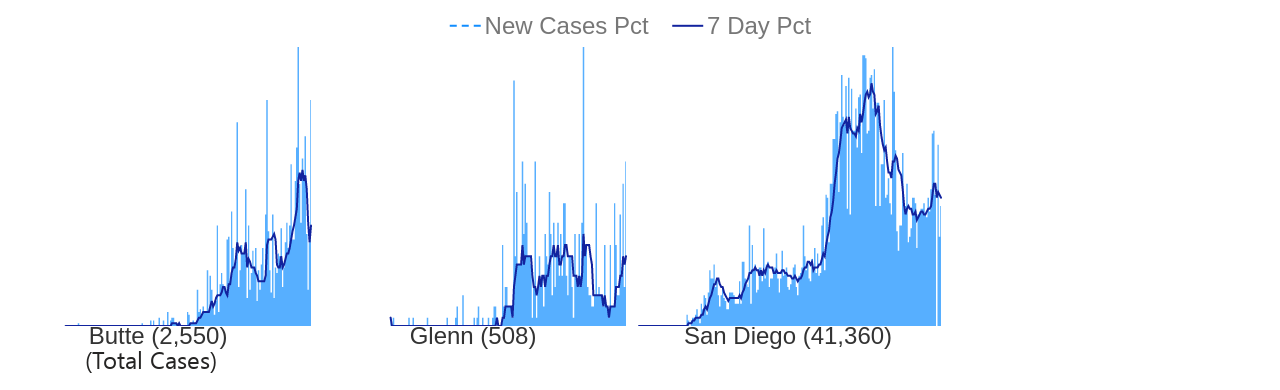 New Cases Pct 7 Day Pct
Butte (2,550) Glenn (508) San Diego (41,360)
(Total Cases)